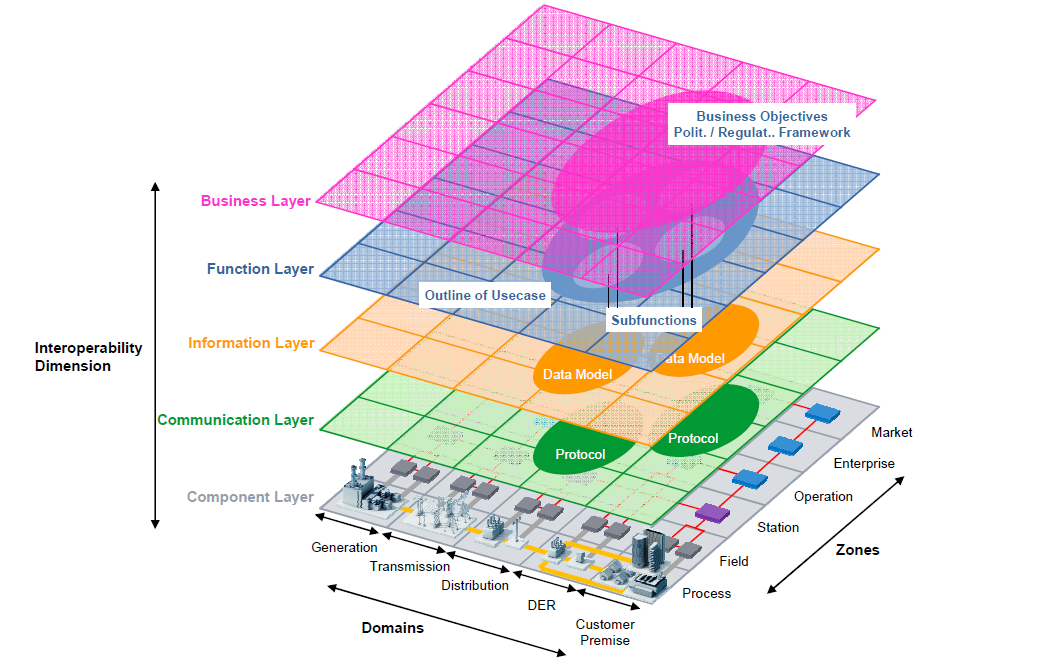 Business Objectives
Polit. / Regulat.. Framework
Business Layer
Function Layer
Outline of Usecase
Subfunctions
Information Layer
Interoperability
Dimension
Data Model
ata Model
Communication Layer
Protocol
Protocol
Market
Enterprise
Component Layer
Operation
Station
Generation
Zones
Transmission
Field
Distribution
Process
DER
Domains
Customer
Premise